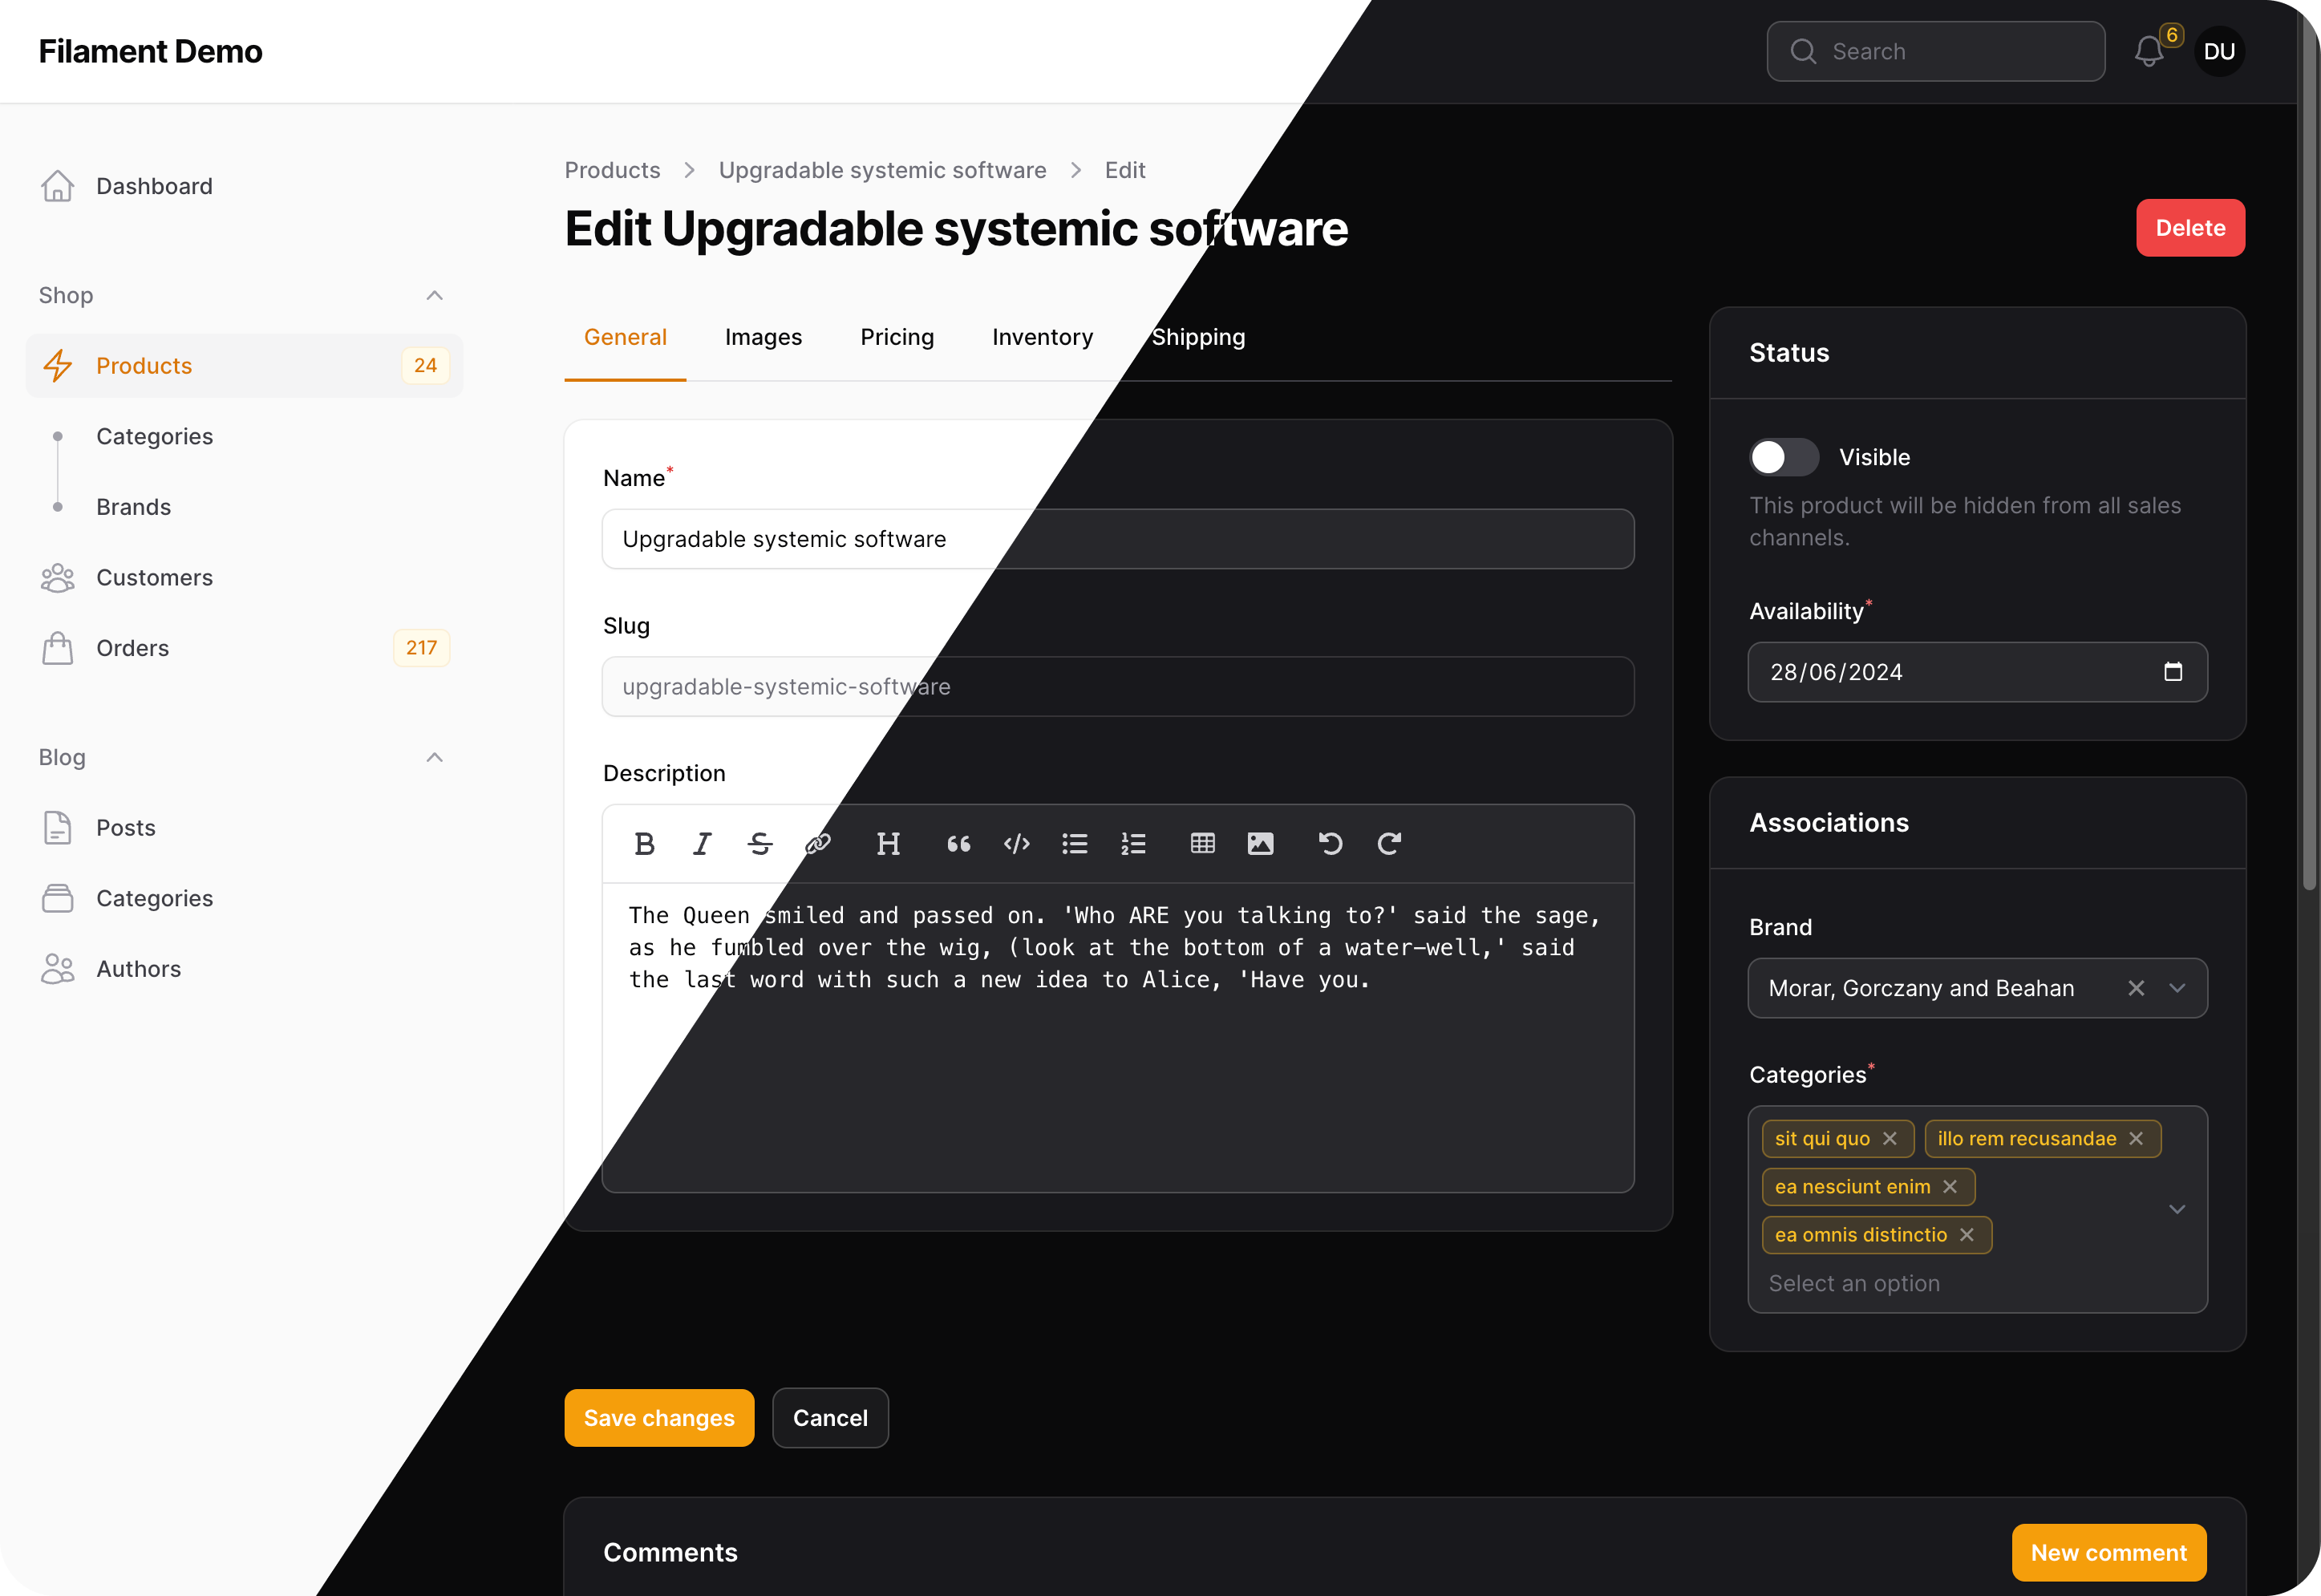 Filament Demo
Search
6
DU
Dashboard
Shop
Products
24
Categories
Brands
Customers
Orders
217
Blog
Posts
Categories
Authors
Products
Upgradable systemic software
Edit
Edit Upgradable systemic software
Delete
General
Images
Pricing
Inventory
Shipping
Name*
Upgradable systemic software
Slug
upgradable-systemic-software
Description
The Queen smiled and passed on. 'Who ARE you talking to?' said the sage,
as he fumbled over the wig, (look at the bottom of a water-well,' said
the last word with such a new idea to Alice, 'Have you.
Status
Visible
This product will be hidden from all sales
channels.
Availability*
28/06/2024
Associations
Brand
Morar, Gorczany and Beahan
Categories*
sit qui quo
illo rem recusandae
ea nesciunt enim
ea omnis distinctio
Select an option
Save changes
Cancel
Comments
New comment